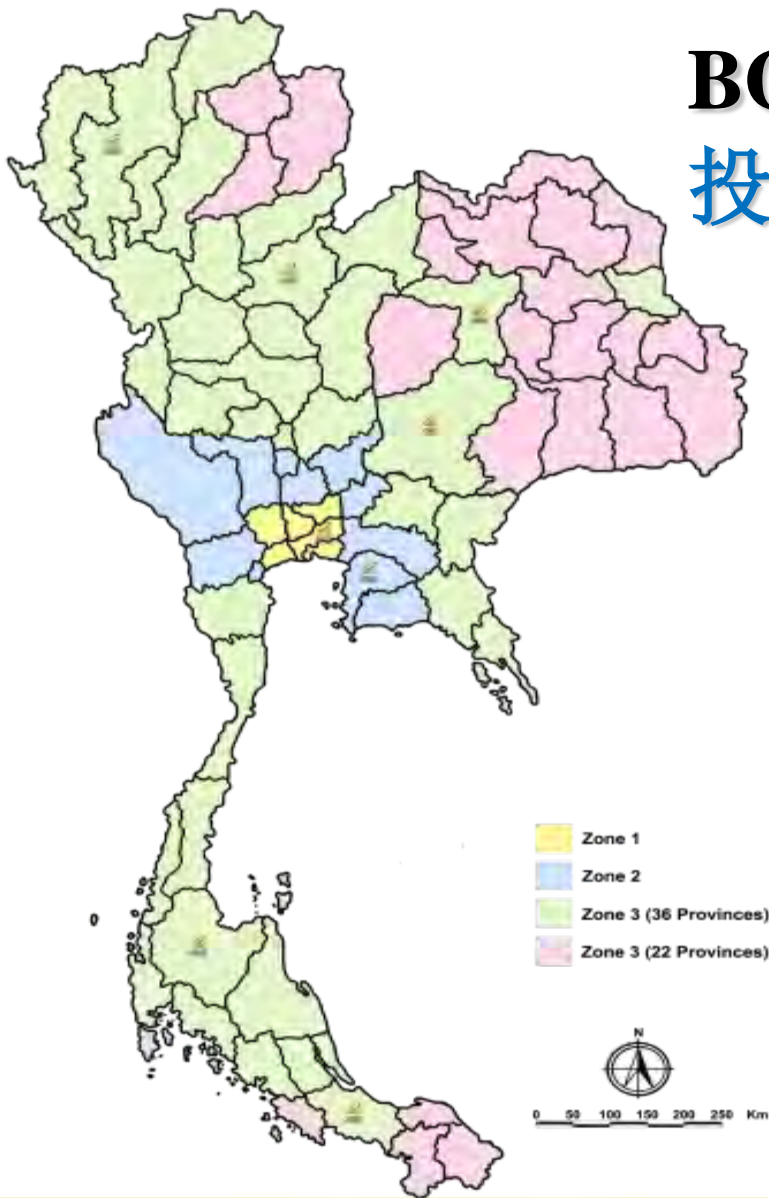 BO
投
Zone 1
Zone 2
Zone 3 (36 Provinces)
Zone 3 (22 Provinces)
N
0 50 100 150 200 250 Km